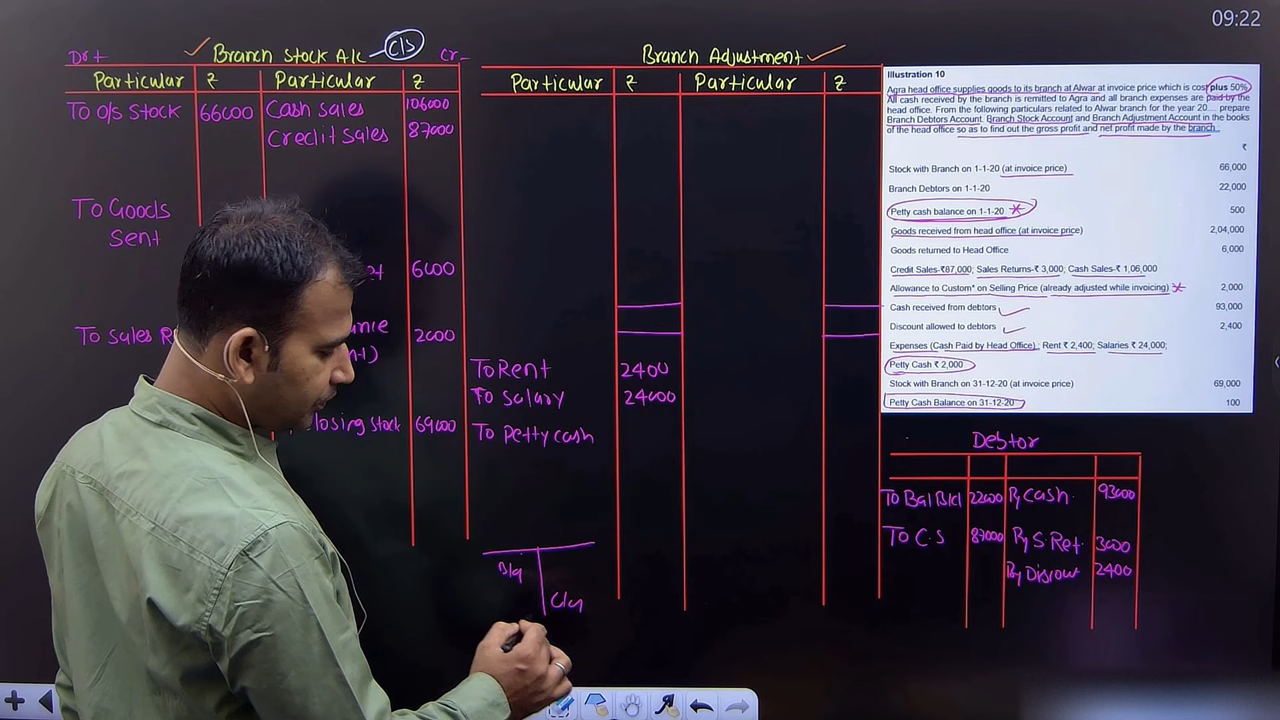 09:22
Dr + Branch Stock A/c C/S Cr -
Particular ₹ Particular ₹
To o/s Stock 66000 Cash sales 106000
Credit Sales 87000
To Goods
Sent
6000
To Sales R
2000
losing stock 69000
Branch Adjustment
Particular ₹ Particular ₹
To Rent 2400
To Salary 24000
To Petty cash
Illustration 10
Agra head office supplies goods to its branch at Alwar at invoice price which is cost plus 50%
All cash received by the branch is remitted to Agra and all branch expenses are paid by the
head office. From the following particulars related to Alwar branch for the year 20.... prepare
Branch Debtors Account, Branch Stock Account and Branch Adjustment Account in the books
of the head office so as to find out the gross profit and net profit made by the branch.
₹
Stock with Branch on 1-1-20 (at invoice price) 66,000
Branch Debtors on 1-1-20 22,000
Petty cash balance on 1-1-20 500
Goods received from head office (at invoice price) 2,04,000
Goods returned to Head Office 6,000
Credit Sales-₹87,000; Sales Returns-₹ 3,000; Cash Sales-₹ 1,06,000
Allowance to Custom* on Selling Price (already adjusted while invoicing) 2,000
Cash received from debtors 93,000
Discount allowed to debtors 2,400
Expenses (Cash Paid by Head Office) : Rent ₹ 2,400; Salaries ₹ 24,000;
Petty Cash ₹ 2,000
Stock with Branch on 31-12-20 (at invoice price) 69,000
Petty Cash Balance on 31-12-20 100
Debtor
To Bal B/d 22000 By Cash 93000
To C.S 87000 By S. Ret. 3000
2400